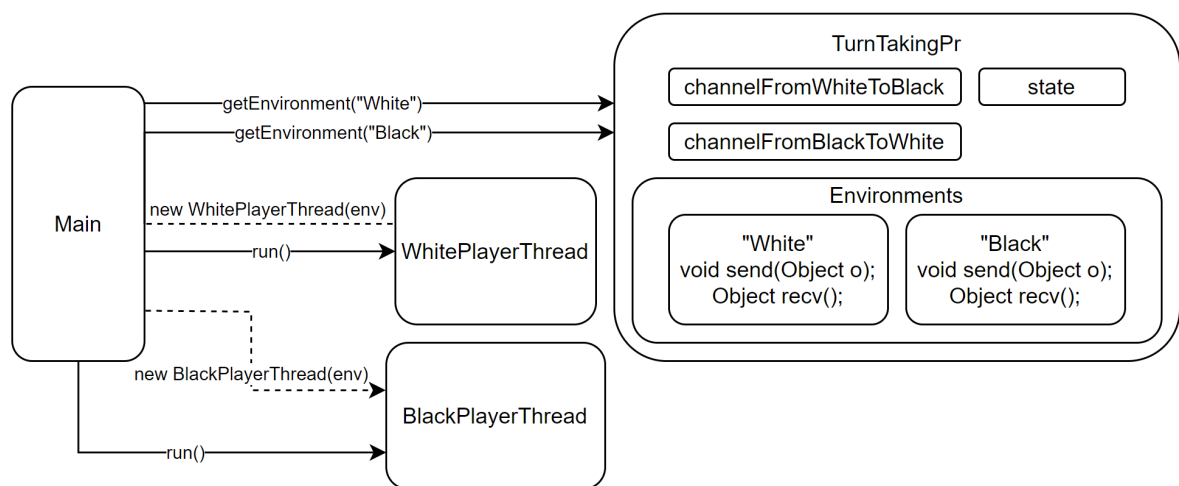 TurnTakingPr
channelFromWhiteToBlack
state
getEnvironment("White")
getEnvironment("Black")
channelFromBlackToWhite
Environments
Main
new WhitePlayerThread(env)
run()
WhitePlayerThread
"White"
void send(Object o);
Object recv();
"Black"
void send(Object o);
Object recv();
new BlackPlayerThread(env)
BlackPlayerThread
run()